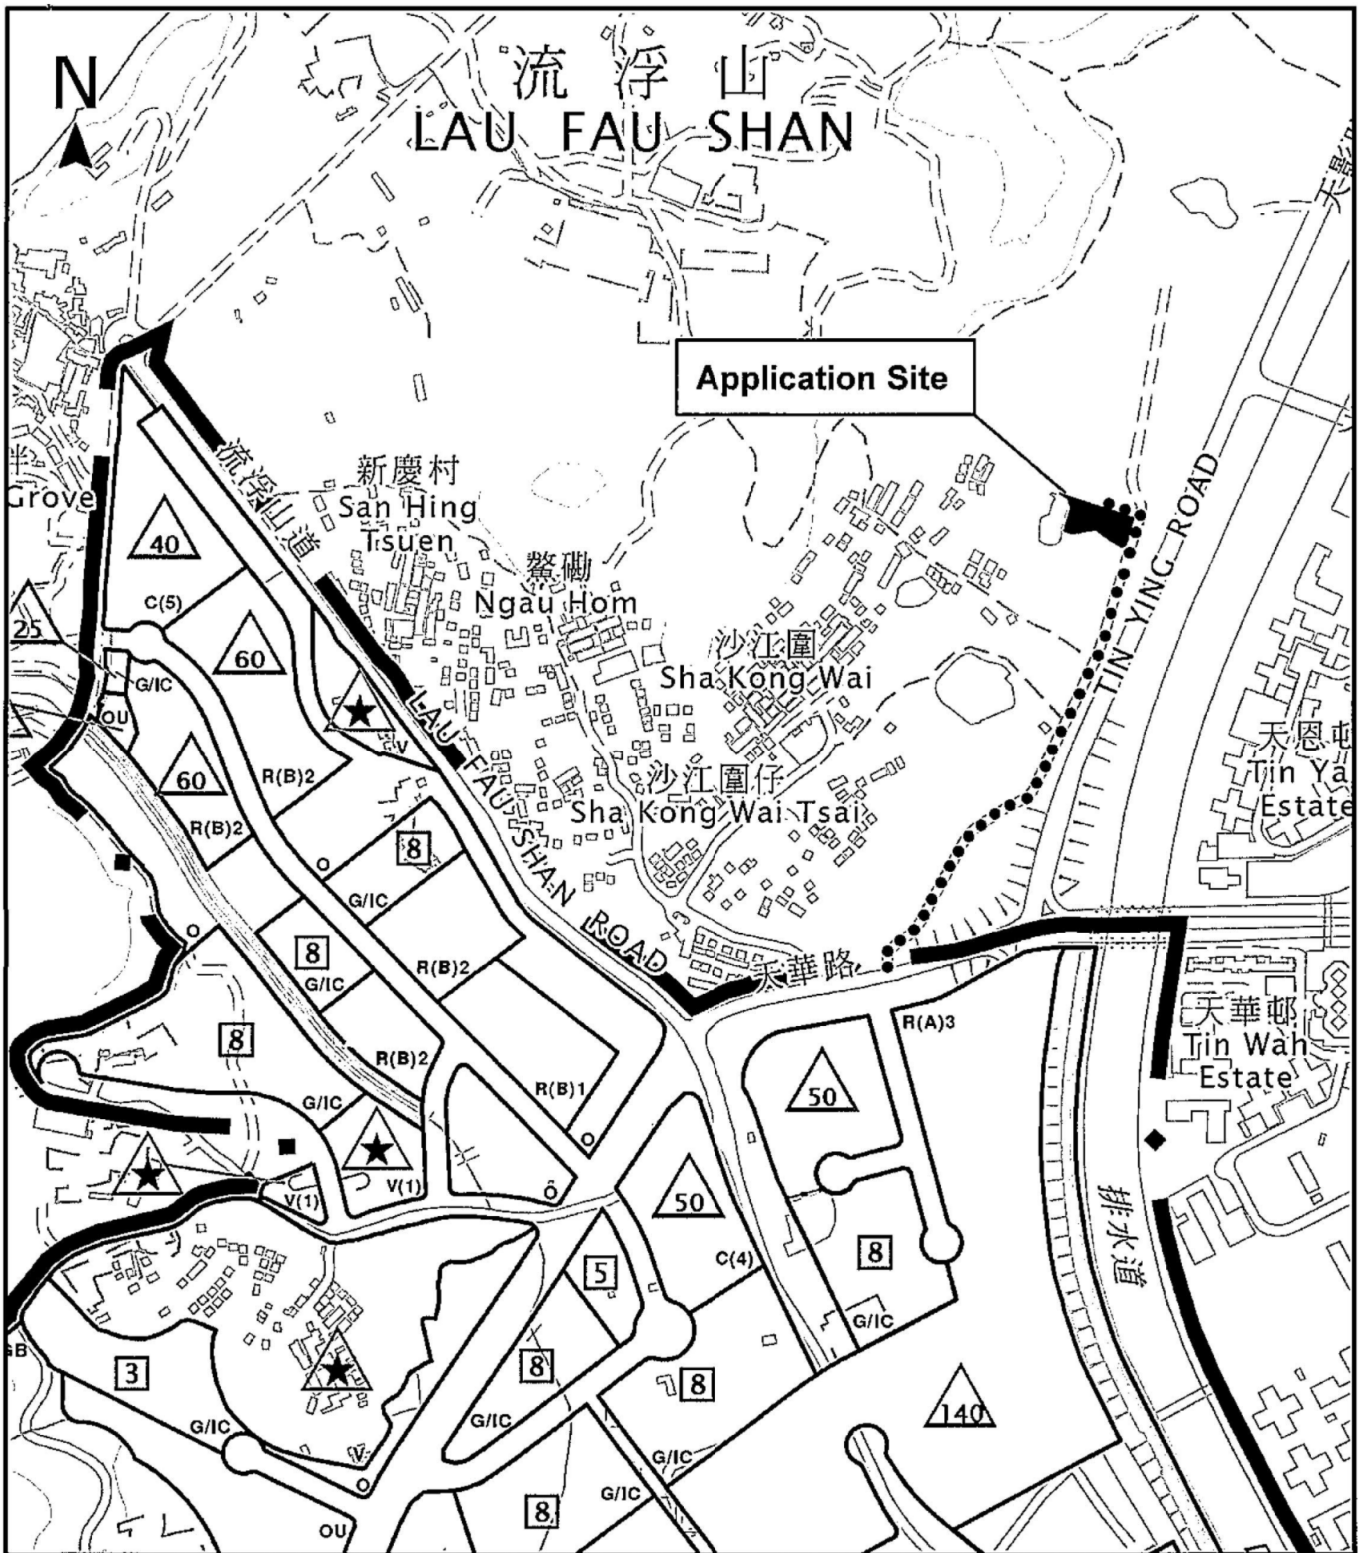 N
流浮山
LAU FAU SHAN
天影
Application Site
流浮山道
新慶村
San Hing
Tsuen
半
Grove
TIN YING ROAD
40
鰲磡
Ngau Hom
C(5)
25
60
沙江圍
Sha Kong Wai
G/IC
OU
V
天恩邨
Tin Ya
Estate
LAU FAU SHAN ROAD
沙江圍仔
Sha Kong Wai Tsai
60
R(B)2
R(B)2
8
O
G/IC
O
8
G/IC
R(B)2
天華路
R(A)3
天華邨
Tin Wah
Estate
8
R(B)2
R(B)1
50
G/IC
O
V(1)
V(1)
O
50
排水道
8
C(4)
5
G/IC
GB
3
8
8
140
G/IC
G/IC
V
O
G/IC
G/IC
8
OU